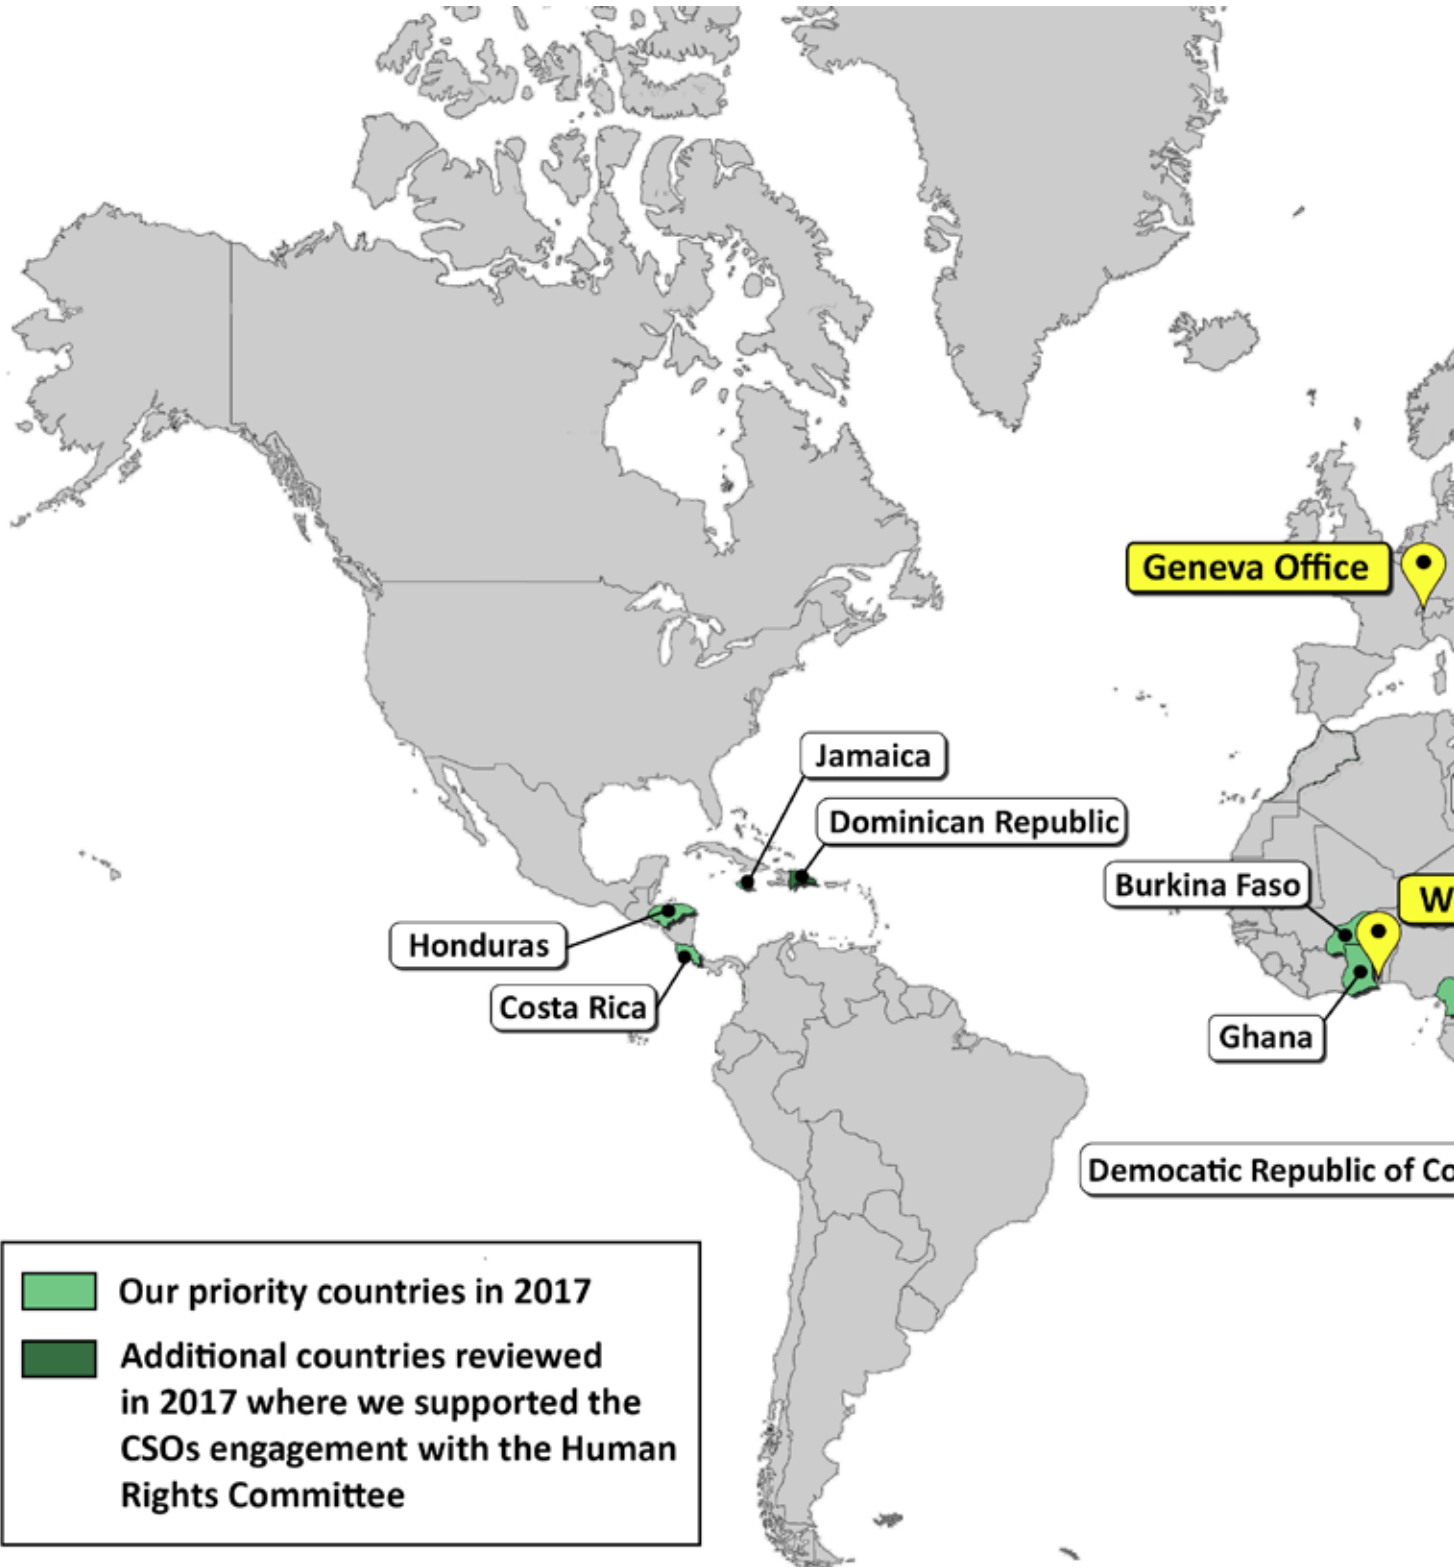 Geneva Office
Jamaica
Dominican Republic
Burkina Faso
W
Honduras
Costa Rica
Ghana
Democatic Republic of Co
Our priority countries in 2017
Additional countries reviewed
in 2017 where we supported the
CSOs engagement with the Human
Rights Committee